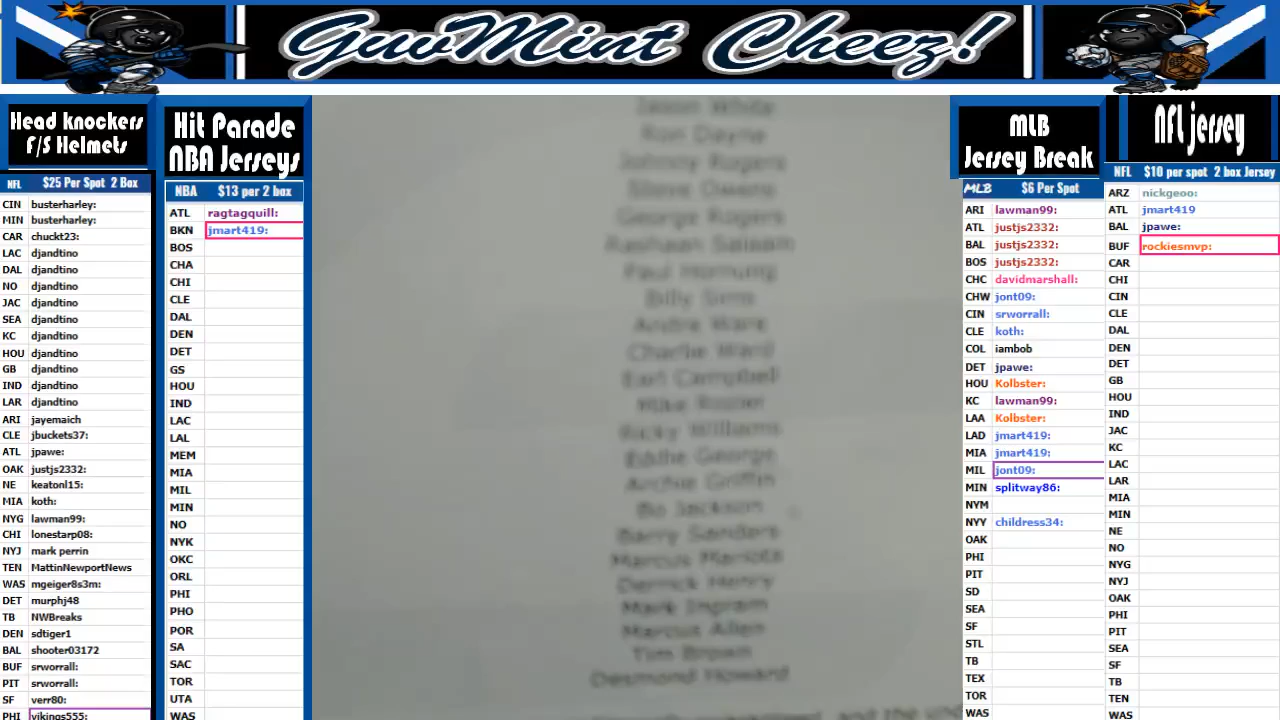 GuvMint Cheez!
Head knockers
F/S Helmets
NFL $25 Per Spot 2 Box
CIN busterharley:
MIN busterharley:
CAR chuckt23:
LAC djandtino
DAL djandtino
NO djandtino
JAC djandtino
SEA djandtino
KC djandtino
HOU djandtino
GB djandtino
IND djandtino
LAR djandtino
ARI jayemaich
CLE jbuckets37:
ATL jpawe:
OAK justjs2332:
NE keatonl15:
MIA koth:
NYG lawman99:
CHI lonestarp08:
NYJ mark perrin
TEN MattinNewportNews
WAS mgeiger8s3m:
DET murphj48
TB NWBreaks
DEN sdtiger1
BAL shooter03172
BUF srworrall:
PIT srworrall:
SF verr80:
PHI vikings555:
Hit Parade
NBA Jerseys
NBA $13 per 2 box
ATL ragtagquill:
BKN jmart419:
BOS
CHA
CHI
CLE
DAL
DEN
DET
GS
HOU
IND
LAC
LAL
MEM
MIA
MIL
MIN
NO
NYK
OKC
ORL
PHI
PHO
POR
SA
SAC
TOR
UTA
WAS
Jason White
Ron Dayne
Johnny Rogers
Steve Owens
George Rogers
Rashaan Salaam
Paul Hornung
Billy Sims
Andre Ware
Charlie Ward
Earl Campbell
Mike Rozier
Ricky Williams
Eddie George
Archie Griffin
Bo Jackson
Barry Sanders
Marcus Mariota
Derrick Henry
Mark Ingram
Marcus Allen
Tim Brown
Desmond Howard
and the
MLB
Jersey Break
MLB $6 Per Spot
ARI lawman99:
ATL justjs2332:
BAL justjs2332:
BOS justjs2332:
CHC davidmarshall:
CHW jont09:
CIN srworrall:
CLE koth:
COL iambob
DET jpawe:
HOU Kolbster:
KC lawman99:
LAA Kolbster:
LAD jmart419:
MIA jmart419:
MIL jont09:
MIN splitway86:
NYM
NYY childress34:
OAK
PHI
PIT
SD
SEA
SF
STL
TB
TEX
TOR
WAS
NFL jersey
NFL $10 per spot 2 box Jersey
ARZ nickgeoo:
ATL jmart419
BAL jpawe:
BUF rockiesmvp:
CAR
CHI
CIN
CLE
DAL
DEN
DET
GB
HOU
IND
JAC
KC
LAC
LAR
MIA
MIN
NE
NO
NYG
NYJ
OAK
PHI
PIT
SEA
SF
TB
TEN
WAS